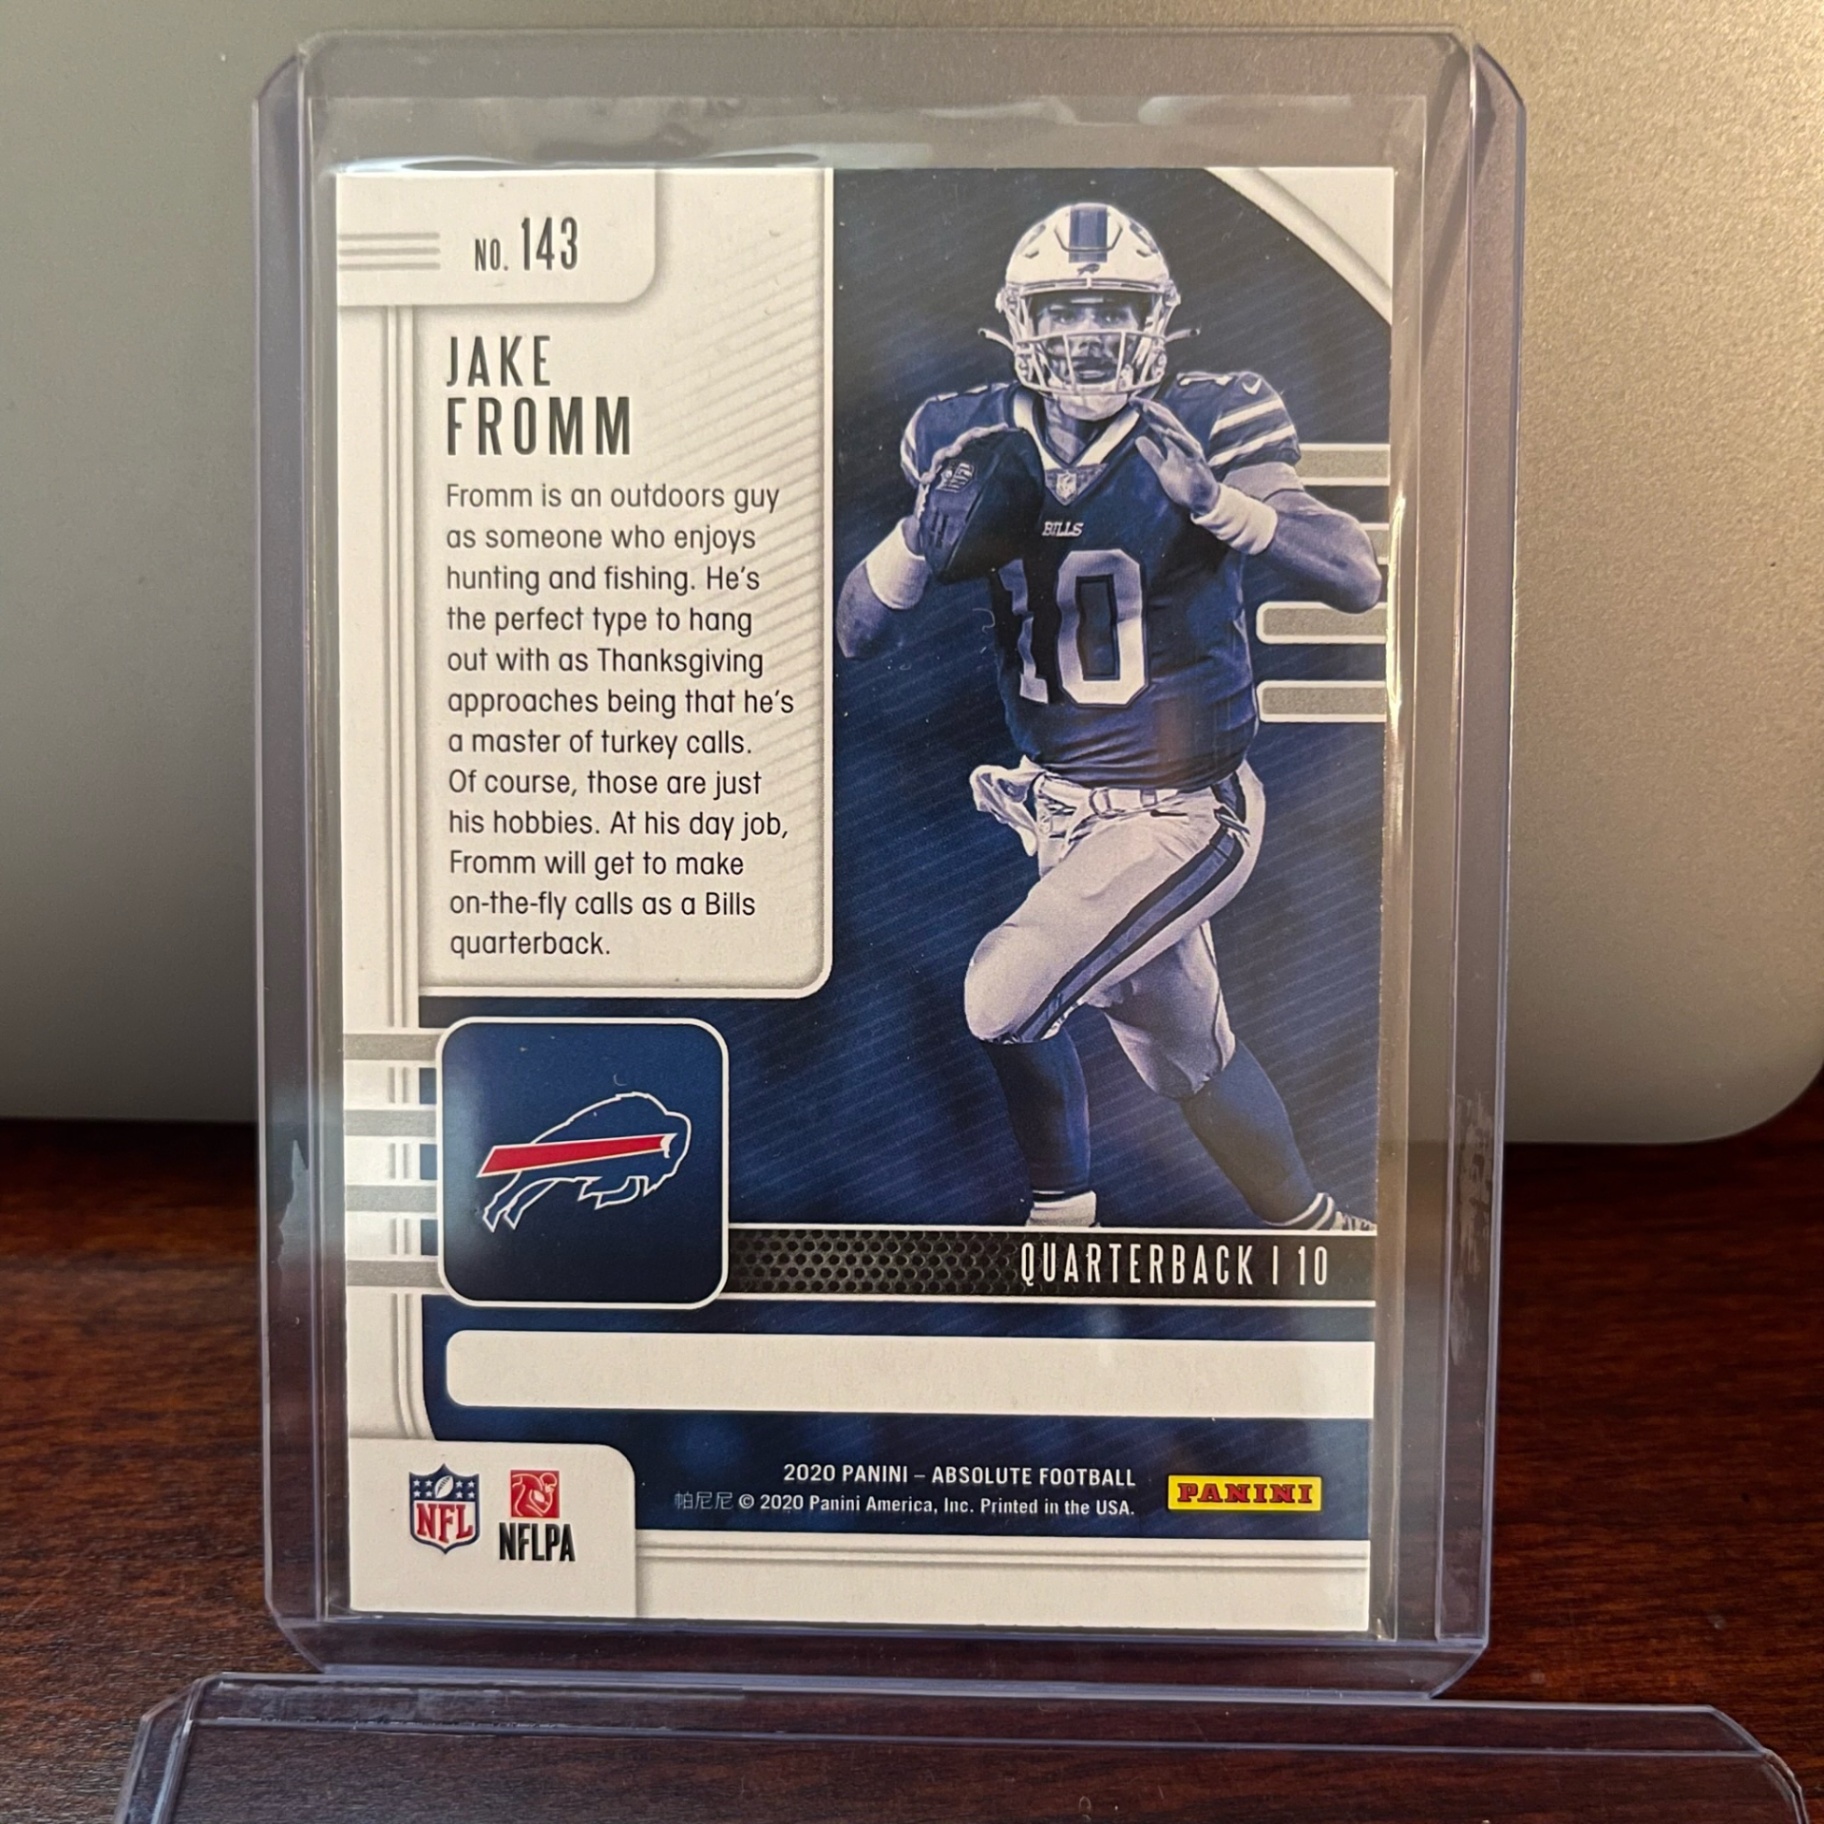 NO. 143
JAKE
FROMM
Fromm is an outdoors guy
as someone who enjoys
hunting and fishing. He's
the perfect type to hang
out with as Thanksgiving
approaches being that he's
a master of turkey calls.
Of course, those are just
his hobbies. At his day job,
Fromm will get to make
on-the-fly calls as a Bills
quarterback.
BILLS
10
QUARTERBACK | 10
2020 PANINI – ABSOLUTE FOOTBALL
帕尼尼 © 2020 Panini America, Inc. Printed in the USA.
PANINI
NFL
NFLPA